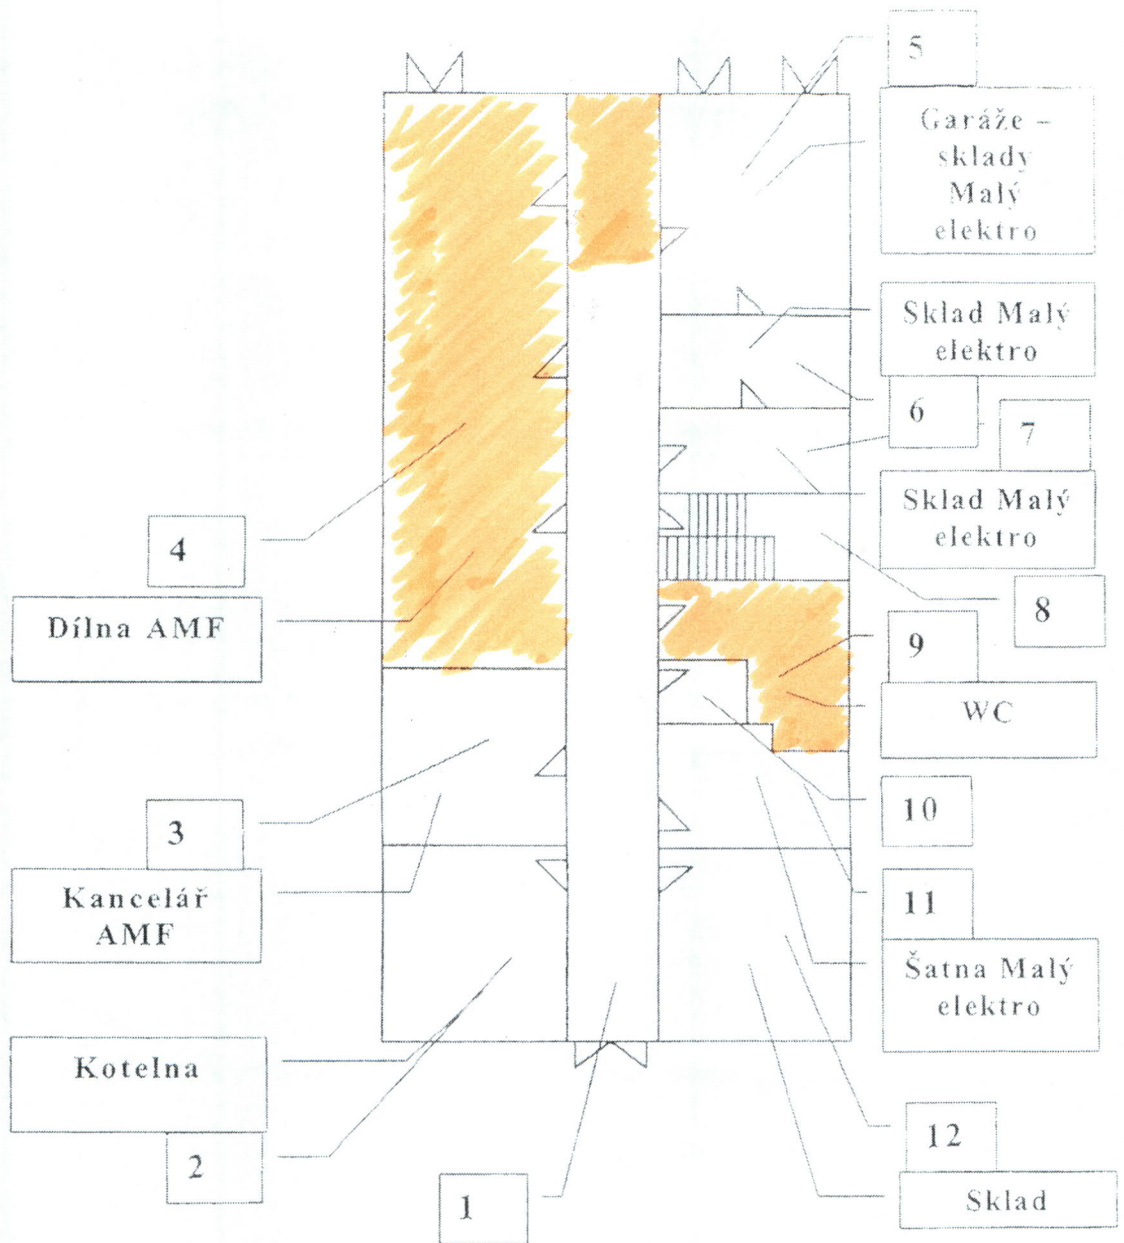 5
Garáže –
sklady
Malý
elektro
Sklad Malý
elektro
6
7
Sklad Malý
elektro
4
Dílna AMF
8
9
WC
3
Kancelář
AMF
10
11
Šatna Malý
elektro
Kotelna
2
12
Sklad
1